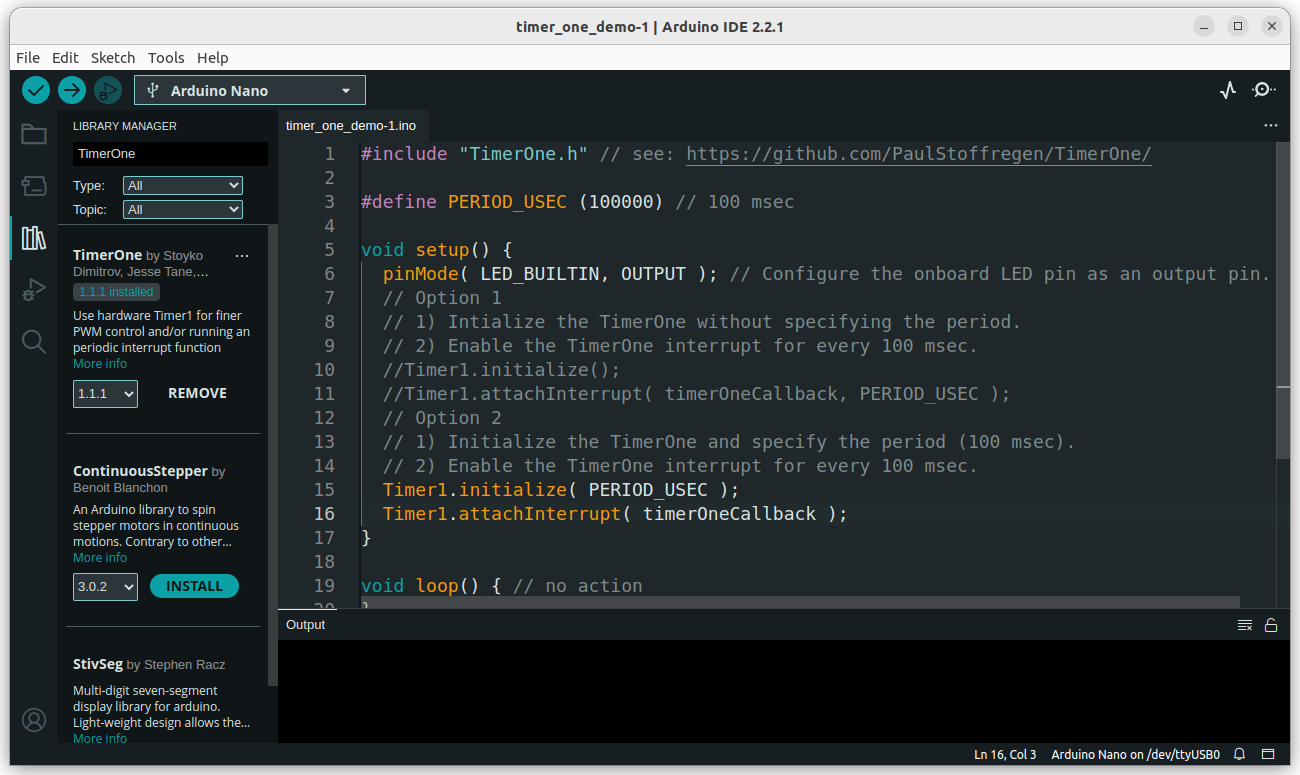 timer_one_demo-1 | Arduino IDE 2.2.1
File Edit Sketch Tools Help
Arduino Nano
LIBRARY MANAGER
TimerOne
Type: All
Topic: All
TimerOne by Stoyko
Dimitrov, Jesse Tane,...
1.1.1 installed
Use hardware Timer1 for finer
PWM control and/or running an
periodic interrupt function
More info
1.1.1 REMOVE
ContinuousStepper by
Benoit Blanchon
An Arduino library to spin
stepper motors in continuous
motions. Contrary to other...
More info
3.0.2 INSTALL
StivSeg by Stephen Racz
Multi-digit seven-segment
display library for arduino.
Light-weight design allows the...
More info
timer_one_demo-1.ino
1 #include "TimerOne.h" // see: https://github.com/PaulStoffregen/TimerOne/
2
3 #define PERIOD_USEC (100000) // 100 msec
4
5 void setup() {
6 pinMode( LED_BUILTIN, OUTPUT ); // Configure the onboard LED pin as an output pin.
7 // Option 1
8 // 1) Intialize the TimerOne without specifying the period.
9 // 2) Enable the TimerOne interrupt for every 100 msec.
10 //Timer1.initialize();
11 //Timer1.attachInterrupt( timerOneCallback, PERIOD_USEC );
12 // Option 2
13 // 1) Initialize the TimerOne and specify the period (100 msec).
14 // 2) Enable the TimerOne interrupt for every 100 msec.
15 Timer1.initialize( PERIOD_USEC );
16 Timer1.attachInterrupt( timerOneCallback );
17 }
18
19 void loop() { // no action
20 }
Output
Ln 16, Col 3 Arduino Nano on /dev/ttyUSB0